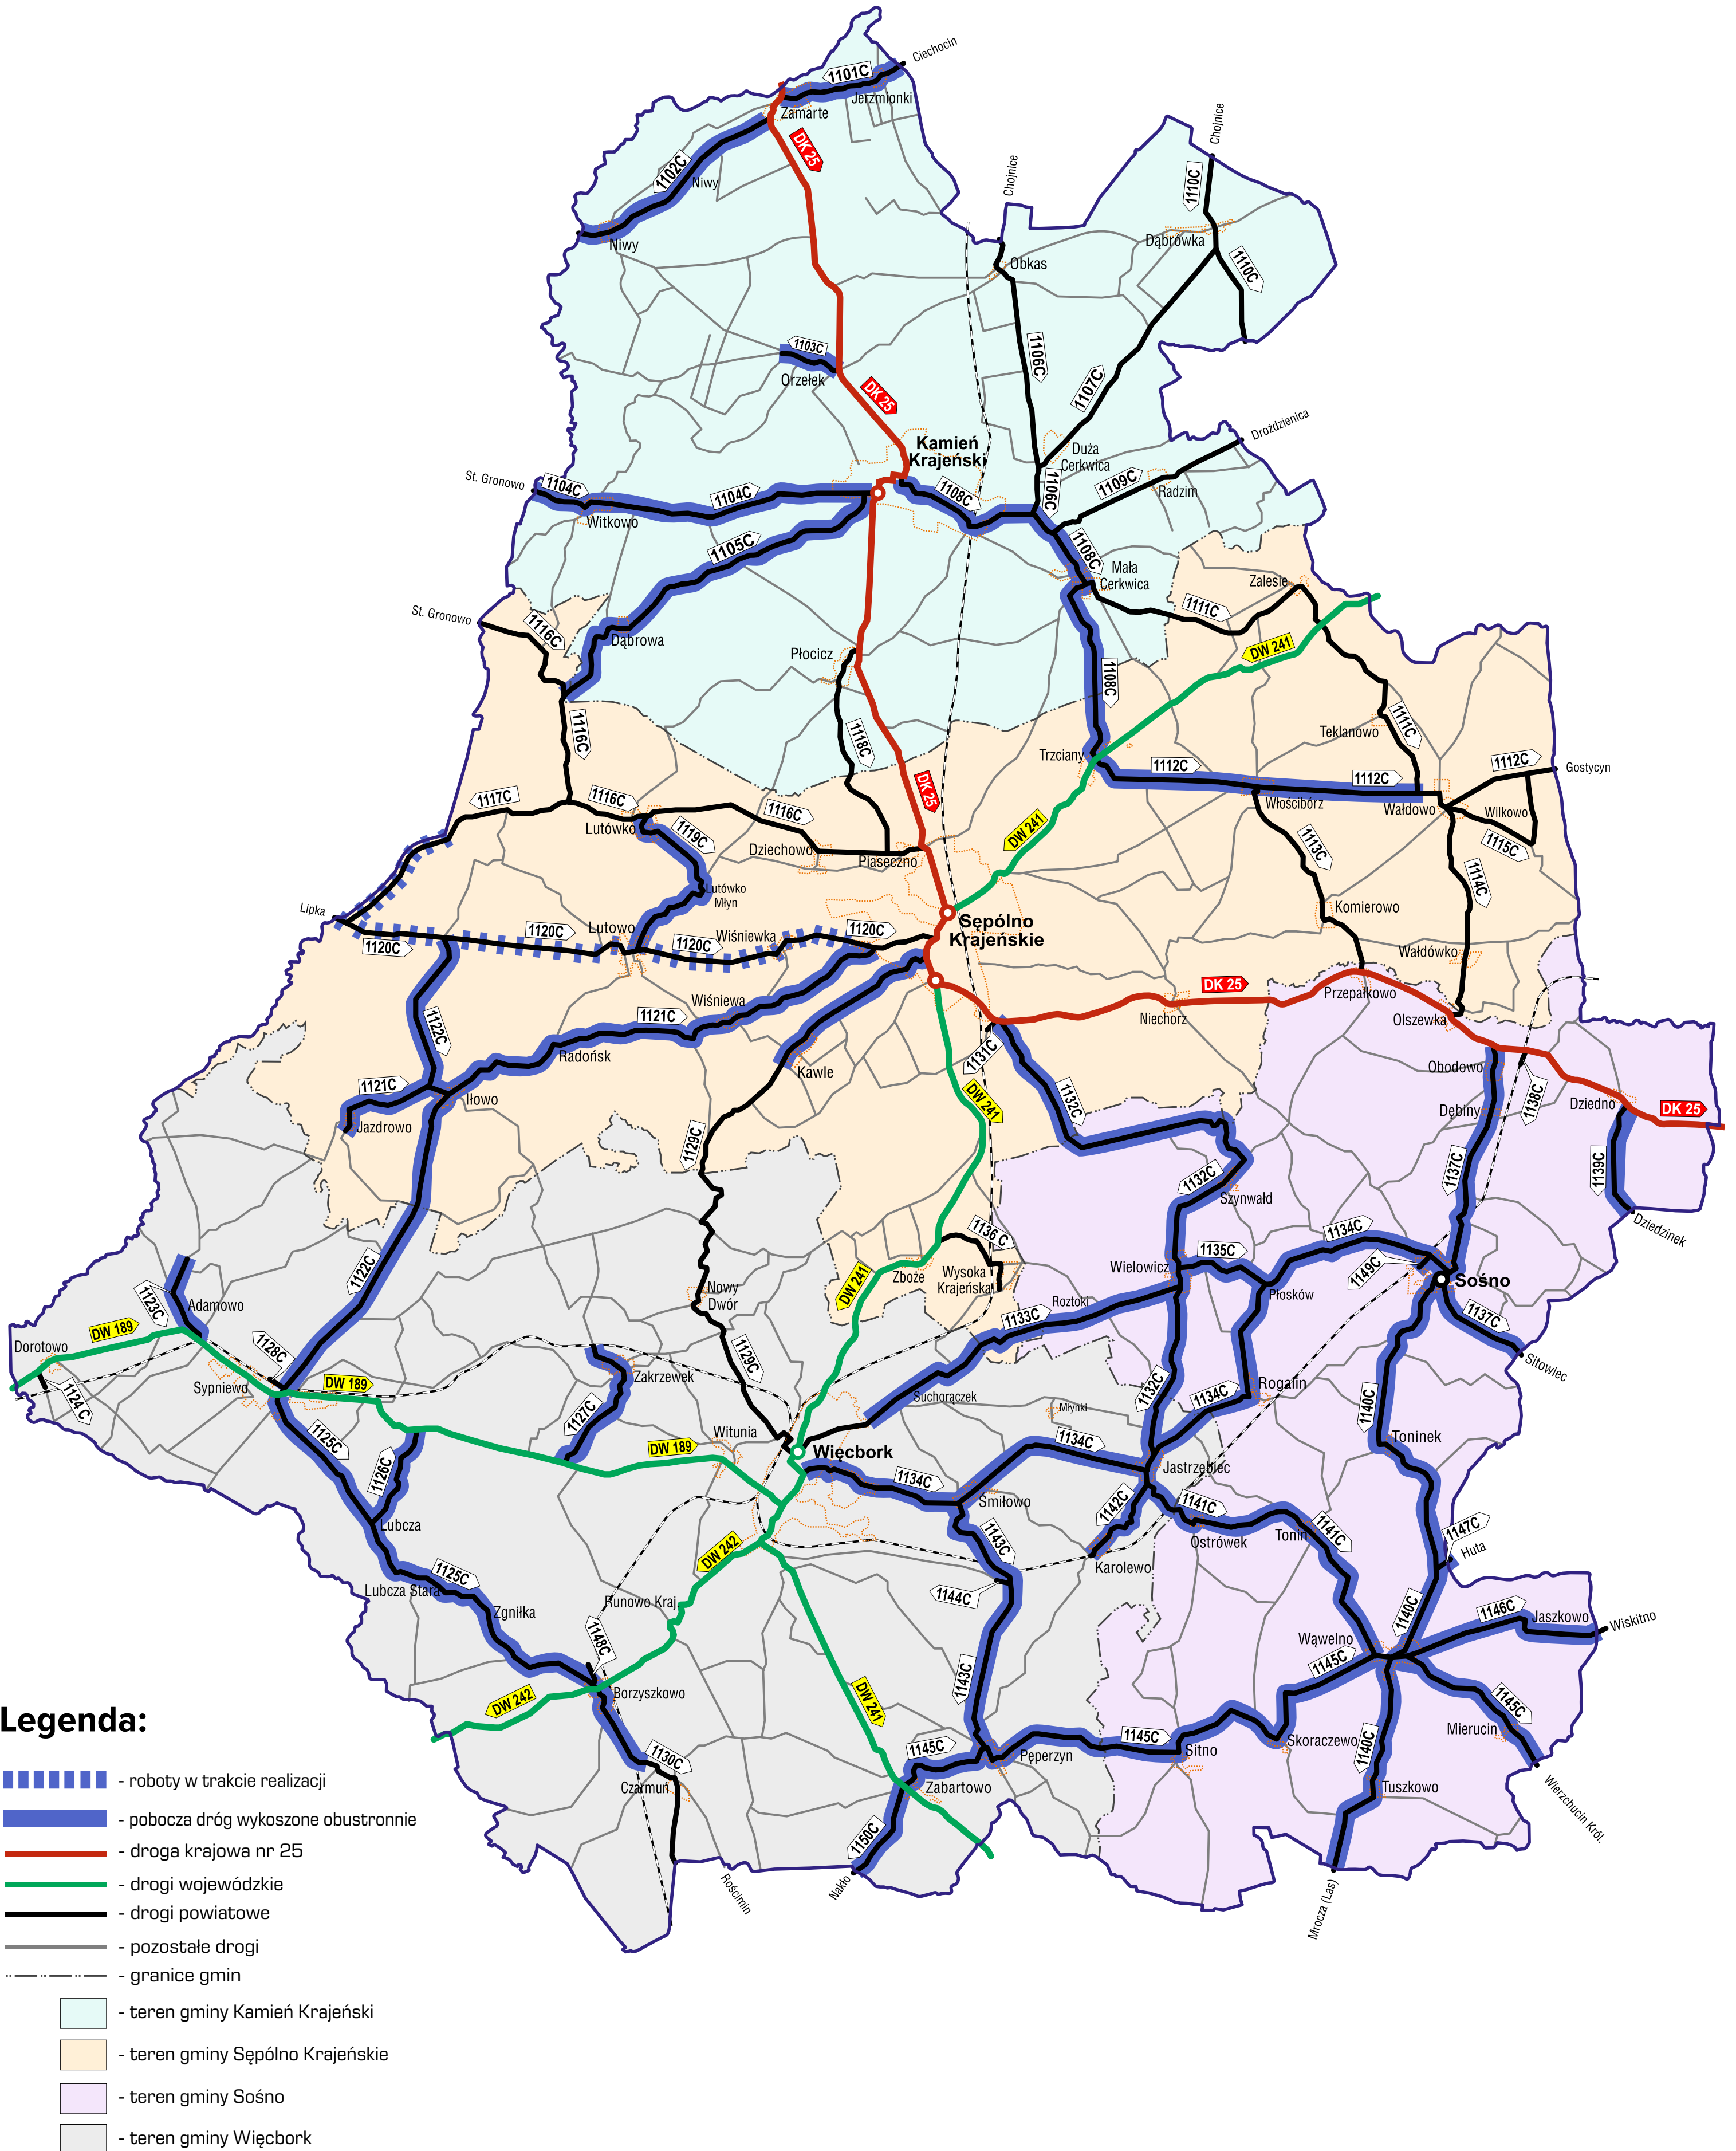 Ciechocin
1101C
Jerzmionki
Zamarte
DK 25
1102C
Niwy
Niwy
Chojnice
Chojnice
1110C
Dąbrówka
1110C
Obkas
1106C
1107C
1103C
Orzełek
DK 25
Kamień
Krajeński
Duża
Cerkwica
Drożdzienica
St. Gronowo
1104C
1104C
Witkowo
1108C
1106C
1109C
Radzim
1105C
1108C
Mała
Cerkwica
Zalesie
St. Gronowo
1116C
Dąbrowa
1111C
DW 241
Płocicz
1108C
1116C
1118C
Teklanowo
1111C
Trzciany
1112C
1112C
1112C
Gostycyn
DK 25
1117C
1116C
Lutówko
1116C
1119C
Dziechowo
Piaseczno
DW 241
Włościbórz
Wałdowo
Wilkowo
1113C
1115C
1114C
Lutówko
Młyn
Lipka
1120C
1120C
Lutowo
1120C
Wiśniewka
1120C
Sępólno
Krajeńskie
Komierowo
Wałdówko
DK 25
Przepałkowo
Niechorz
Olszewka
Wiśniewa
1121C
1122C
Radońsk
Kawle
1131C
1121C
Iłowo
Jazdrowo
DW 241
1132C
Obodowo
1138C
Dziedno
DK 25
Dębiny
1129C
1137C
1139C
1132C
Szynwałd
Dziedzinek
1136 C
1134C
1135C
Wielowicz
1149C
Sośno
Zboże
Wysoka
Krajeńska
Płosków
1122C
DW 241
1123C
Adamowo
Nowy
Dwór
Roztoki
1133C
1137C
Sitowiec
Dorotowo
DW 189
1128C
1129C
Sypniewo
DW 189
Zakrzewek
1124 C
1127C
Suchorączek
Młynki
1132C
1134C
Rogalin
1140C
Toninek
1125C
1126C
Witunia
DW 189
Więcbork
1134C
1134C
Jastrzębiec
Śmiłowo
1142C
1141C
Ostrówek
Tonin
1141C
Lubcza
1143C
Karolewo
1147C
Huta
DW 242
1125C
Lubcza Stara
Zgniłka
Runowo Kraj.
1144C
1140C
1146C
Jaszkowo
Wiskitno
1148C
Wąwelno
1145C
1143C
Borzyszkowo
DW 242
DW 241
1145C
Mierucin
1130C
Czarmuń
1145C
Pęperzyn
1145C
Sitno
Skoraczewo
1140C
Zabartowo
Tuszkowo
Wierzchucin Król.
1150C
Nakło
Rościmin
Mrocza (Las)
Legenda:
- roboty w trakcie realizacji
- pobocza dróg wykoszone obustronnie
- droga krajowa nr 25
- drogi wojewódzkie
- drogi powiatowe
- pozostałe drogi
- granice gmin
- teren gminy Kamień Krajeński
- teren gminy Sępólno Krajeńskie
- teren gminy Sośno
- teren gminy Więcbork